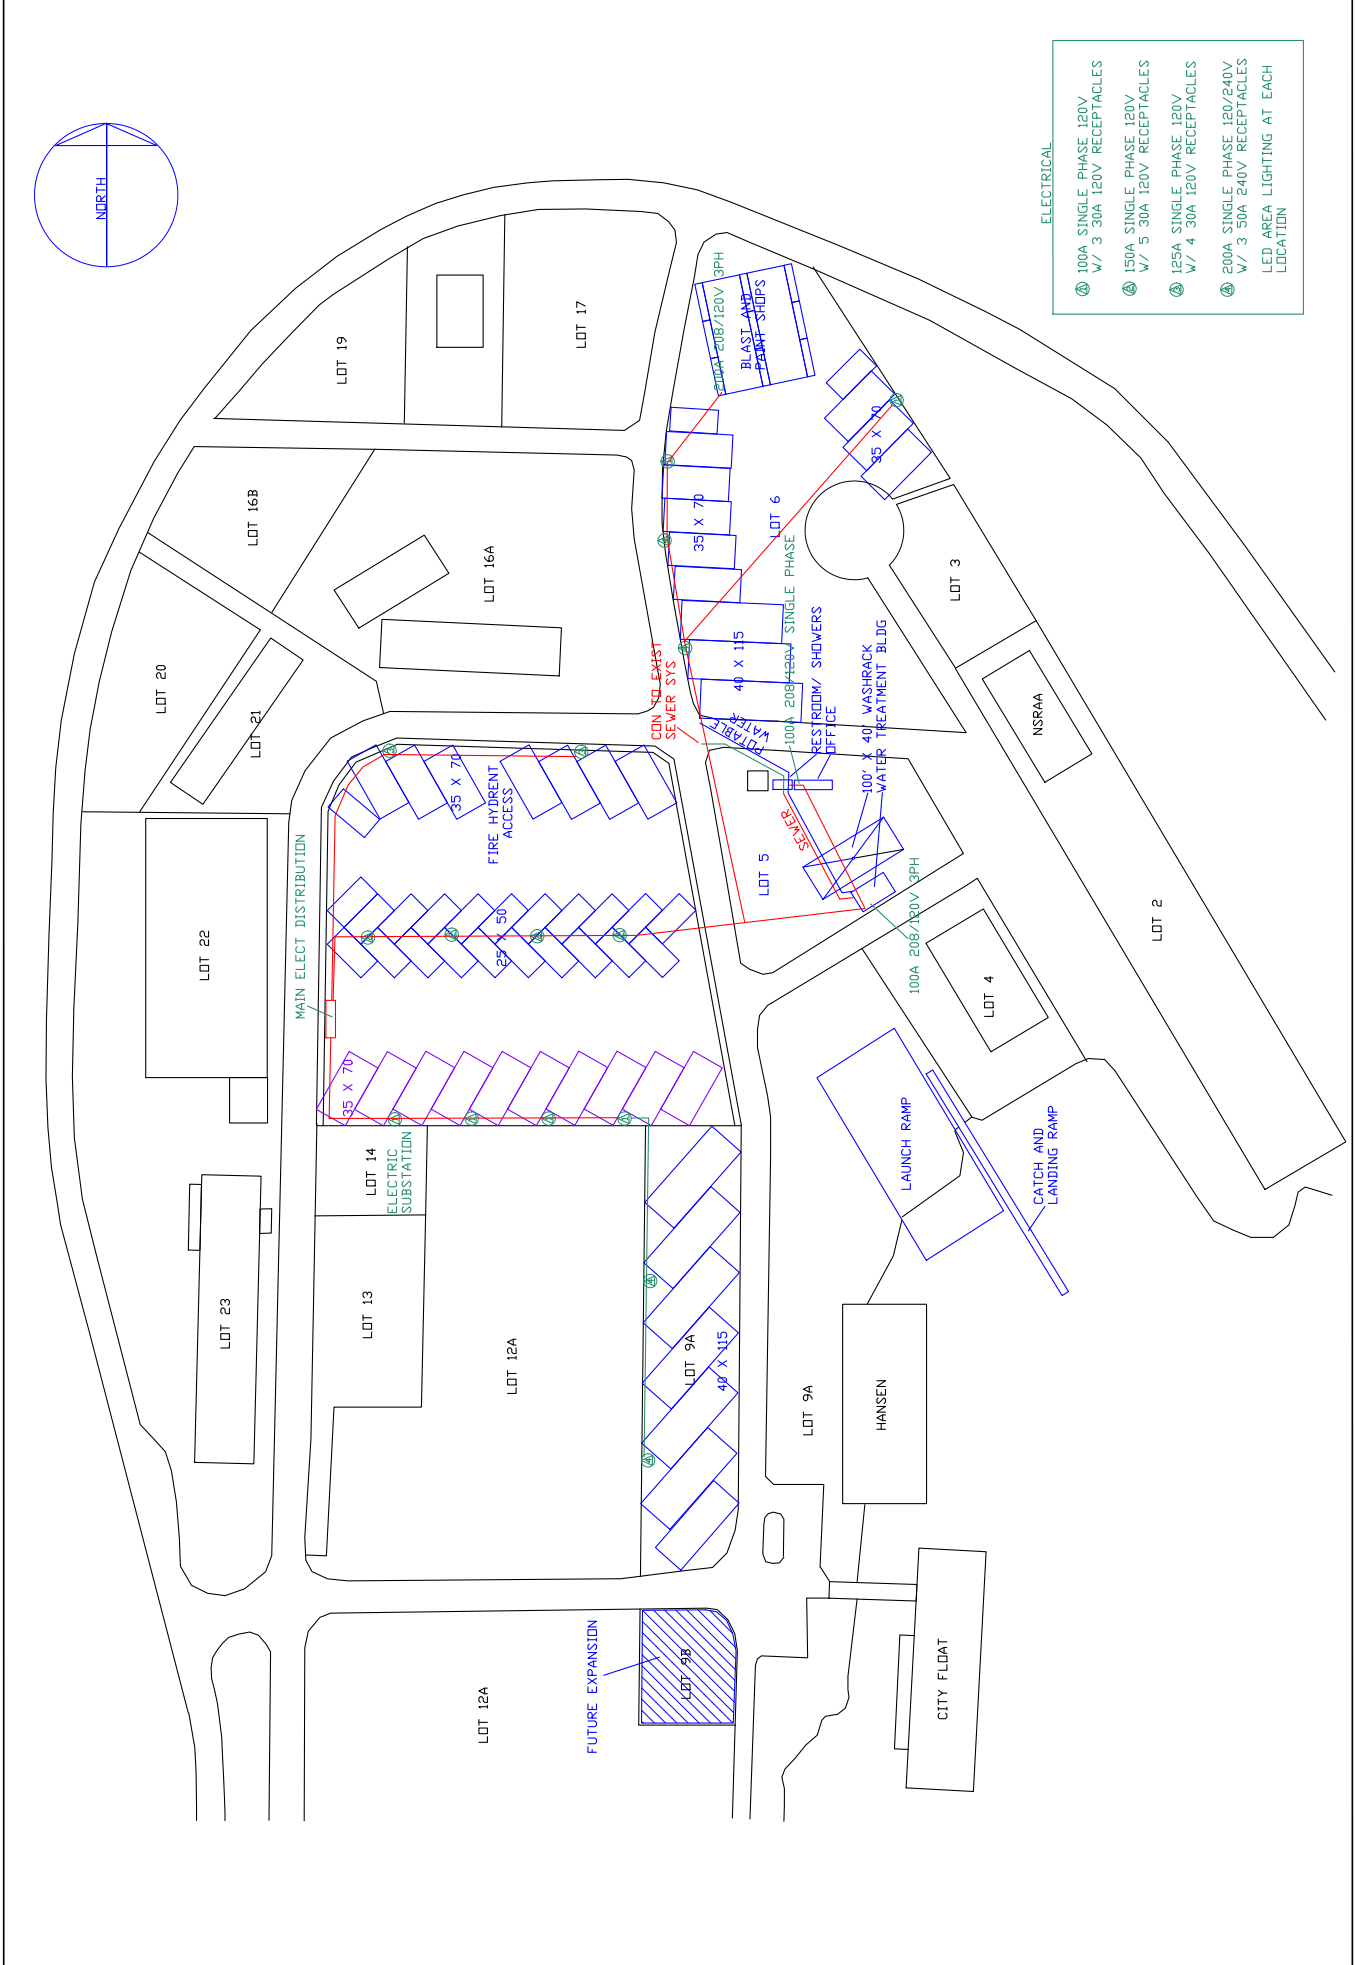 NORTH
ELECTRICAL
100A SINGLE PHASE 120V
W/ 3 30A 120V RECEPTACLES
150A SINGLE PHASE 120V
W/ 5 30A 120V RECEPTACLES
125A SINGLE PHASE 120V
W/ 4 30A 120V RECEPTACLES
200A SINGLE PHASE 120/240V
W/ 3 50A 240V RECEPTACLES
LED AREA LIGHTING AT EACH
LOCATION
LOT 19
LOT 17
200A 208/120V 3PH
BLAST AND
PAINT SHOPS
LOT 16B
LOT 16A
35 X 70
LOT 6
35 X 70
LOT 3
LOT 20
LOT 21
CON TO EXIST
SEWER SYS
40 X 115
100A 208/120V SINGLE PHASE
POTABLE
WATER
RESTROOM/ SHOWERS
OFFICE
100' X 40' WASHRACK
WATER TREATMENT BLDG
NSRAA
35 X 70
FIRE HYDRENT
ACCESS
SEWER
LOT 5
LOT 22
MAIN ELECT DISTRIBUTION
25 X 50
100A 208/120V 3PH
LOT 4
LOT 2
35 X 70
LOT 14
ELECTRIC
SUBSTATION
LAUNCH RAMP
CATCH AND
LANDING RAMP
LOT 23
LOT 13
LOT 12A
LOT 9A
40 X 115
LOT 9A
HANSEN
LOT 12A
FUTURE EXPANSION
LOT 9B
CITY FLOAT